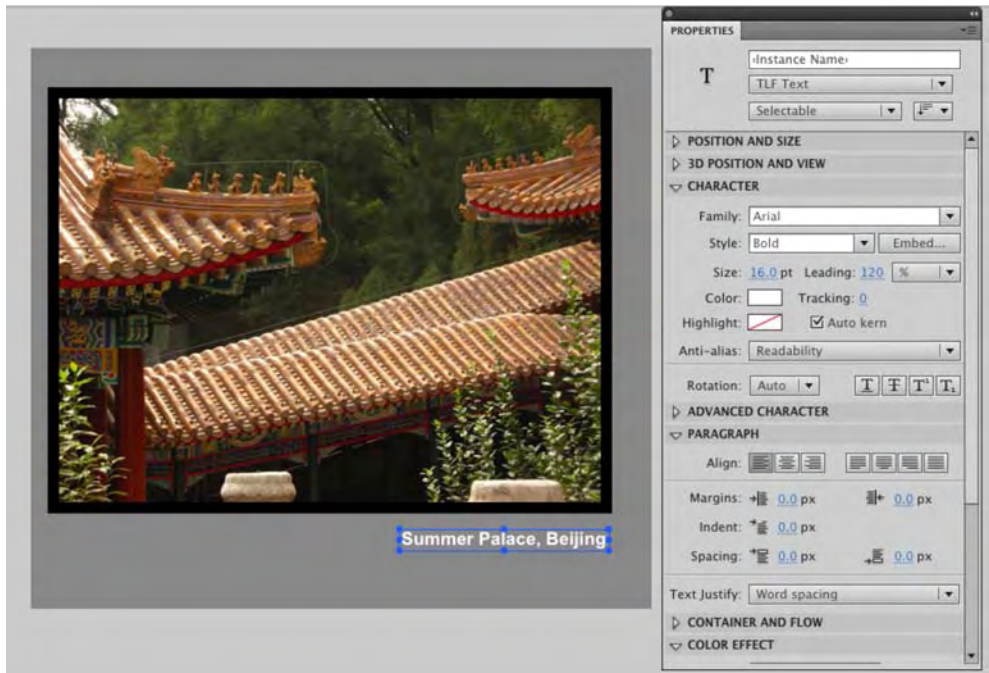 PROPERTIES
‹Instance Name›
T
TLF Text
Selectable
POSITION AND SIZE
3D POSITION AND VIEW
CHARACTER
Family: Arial
Style: Bold Embed...
Size: 16.0 pt Leading: 120 %
Color: Tracking: 0
Highlight: Auto kern
Anti-alias: Readability
Rotation: Auto T T T¹ T₁
ADVANCED CHARACTER
PARAGRAPH
Align:
Margins: 0.0 px 0.0 px
Indent: 0.0 px
Summer Palace, Beijing
Spacing: 0.0 px 0.0 px
Text Justify: Word spacing
CONTAINER AND FLOW
COLOR EFFECT